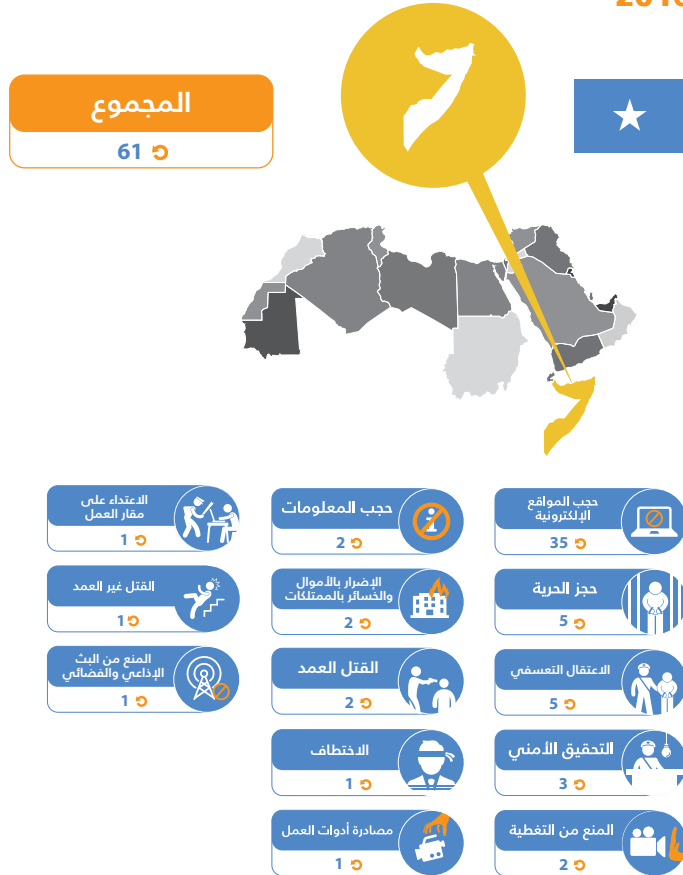 المجموع
61
حجب المواقع
الإلكترونية
35
حجز الحرية
5
الاعتقال التعسفي
5
التحقيق الأمني
3
المنع من التغطية
2
حجب المعلومات
2
الإضرار بالأموال
والخسائر بالممتلكات
2
القتل العمد
2
الاختطاف
1
مصادرة أدوات العمل
1
الاعتداء على
مقار العمل
1
القتل غير العمد
1
المنع من البث
الإذاعي والفضائي
1